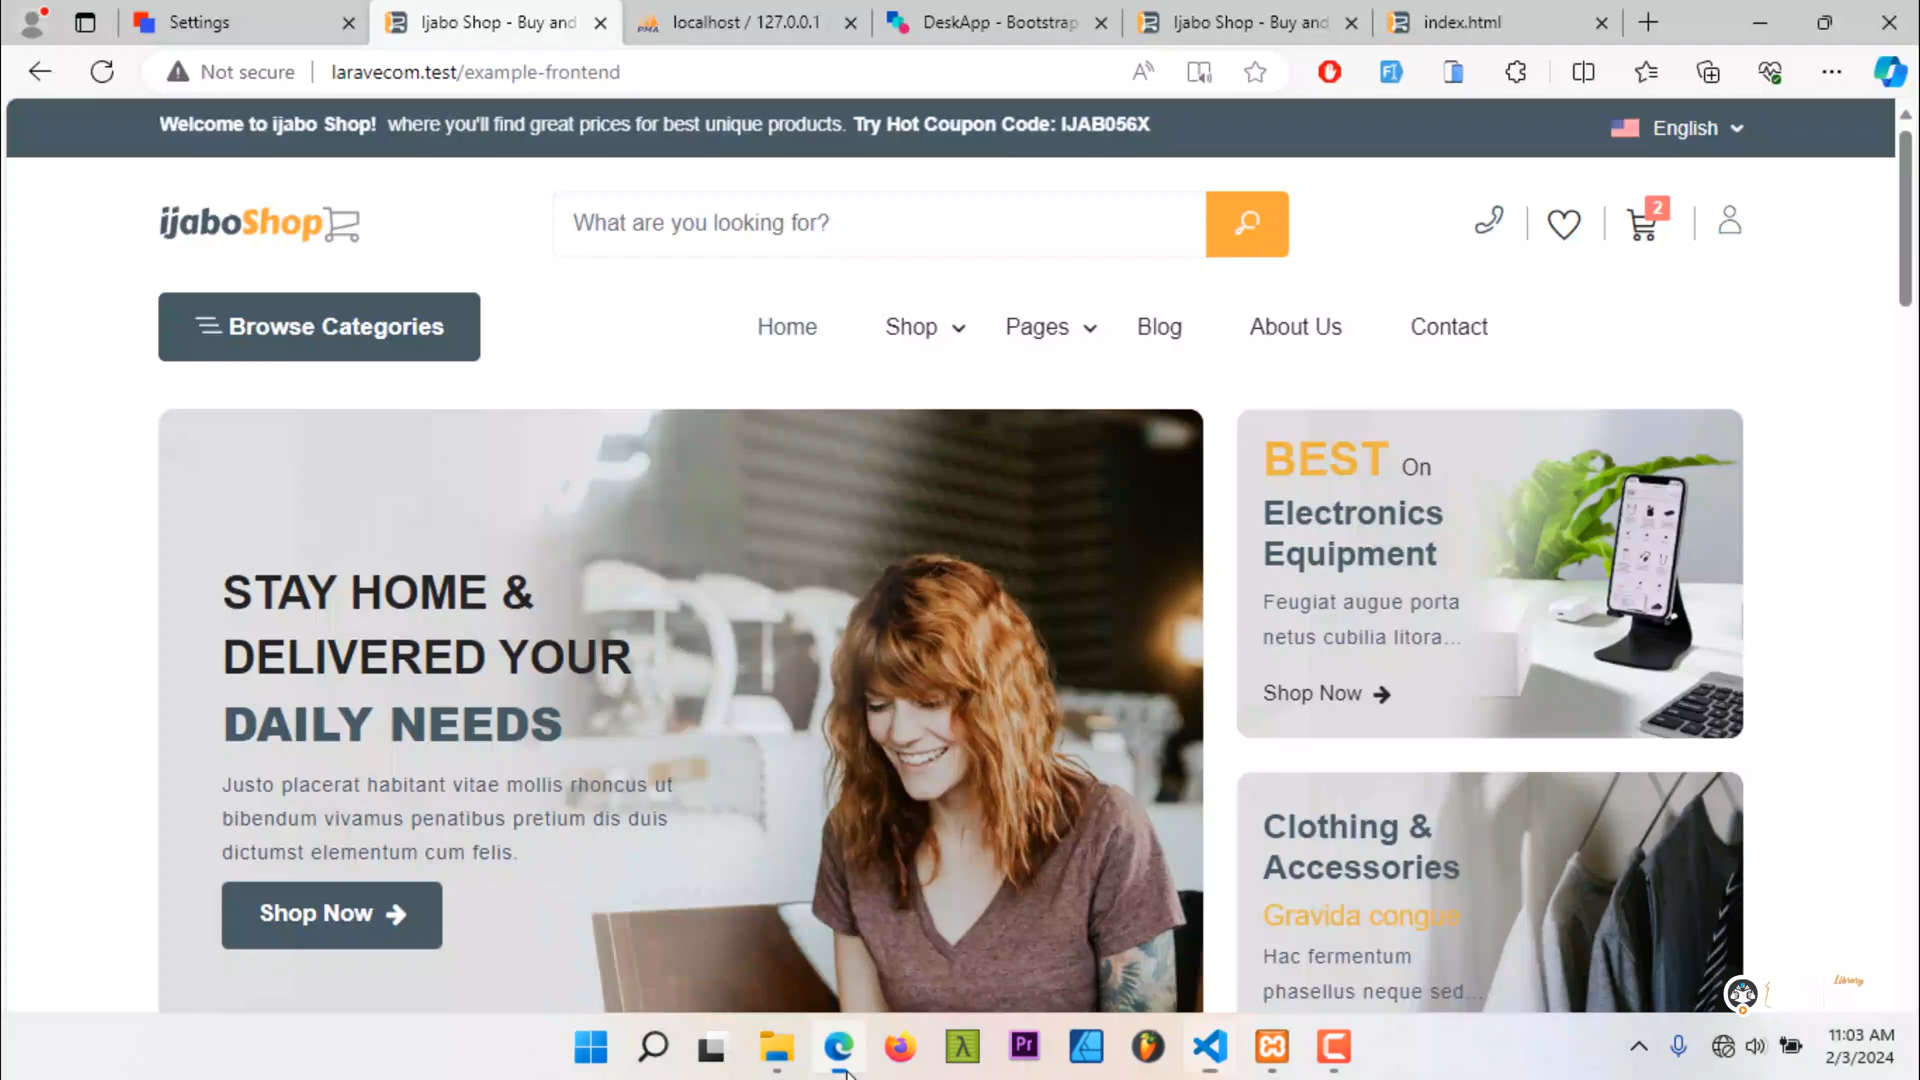 Settings
Ijabo Shop - Buy and
localhost / 127.0.0.1
DeskApp - Bootstrap
Ijabo Shop - Buy and
index.html
Not secure
laravecom.test/example-frontend
Welcome to ijabo Shop! where you'll find great prices for best unique products. Try Hot Coupon Code: IJAB056X
English
ijaboShop
What are you looking for?
2
Browse Categories
Home
Shop
Pages
Blog
About Us
Contact
STAY HOME &
DELIVERED YOUR
DAILY NEEDS
Justo placerat habitant vitae mollis rhoncus ut
bibendum vivamus penatibus pretium dis duis
dictumst elementum cum felis.
Shop Now
BEST On
Electronics
Equipment
Feugiat augue porta
netus cubilia litora...
Shop Now
Clothing &
Accessories
Gravida congue
Hac fermentum
phasellus neque sed...
Library
Pr
11:03 AM
2/3/2024